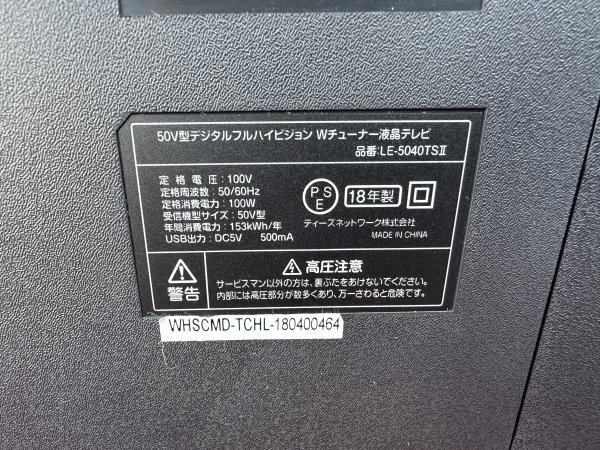 50V型デジタルフルハイビジョン Wチューナー液晶テレビ
品番:LE-5040TSⅡ
定格電圧:100V
定格周波数:50/60Hz
定格消費電力:100W
受信機型サイズ:50V型
年間消費電力:153kWh/年
USB出力:DC5V 500mA
PS
E
18年製
ティーズネットワーク株式会社
MADE IN CHINA
警告
高圧注意
サービスマン以外の方は、裏ぶたをあけないでください。
内部には高圧部分が数多くあり、万一さわると危険です。
WHSCMD-TCHL-180400464